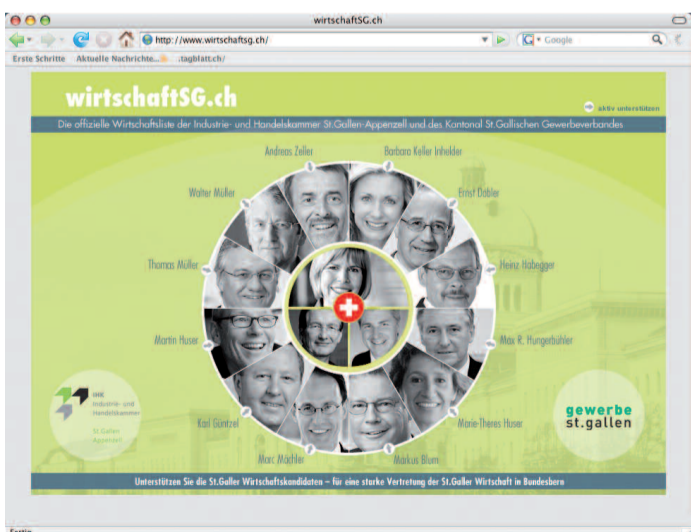 wirtschaftSG.ch
http://www.wirtschaftsg.ch/
Google
Erste Schritte Aktuelle Nachrichte... .tagblatt.ch/
wirtschaftSG.ch
aktiv unterstützen
Die offizielle Wirtschaftsliste der Industrie- und Handelskammer St.Gallen-Appenzell und des Kantonal St.Gallischen Gewerbeverbandes
Andreas Zeller
Barbara Keller Inhelder
Walter Müller
Ernst Dobler
Thomas Müller
Heinz Habegger
Martin Huser
Max R. Hungerbühler
IHK
Industrie- und
Handelskammer
St.Gallen
Appenzell
gewerbe
st.gallen
Karl Güntzel
Marie-Theres Huser
Marc Mächler
Markus Blum
Unterstützen Sie die St.Galler Wirtschaftskandidaten – für eine starke Vertretung der St.Galler Wirtschaft in Bundesbern
Fertig